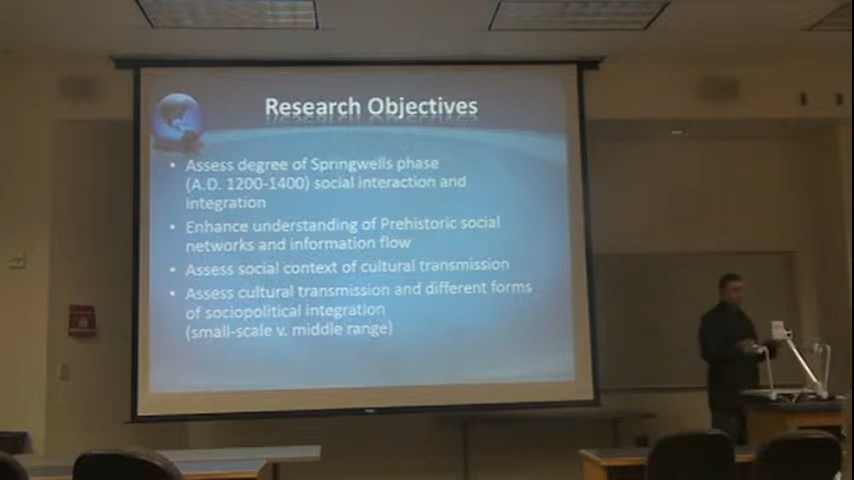 Research Objectives
• Assess degree of Springwells phase
(A.D. 1200-1400) social interaction and
integration
• Enhance understanding of Prehistoric social
networks and information flow
• Assess social context of cultural transmission
• Assess cultural transmission and different forms
of sociopolitical integration
(small-scale v. middle range)